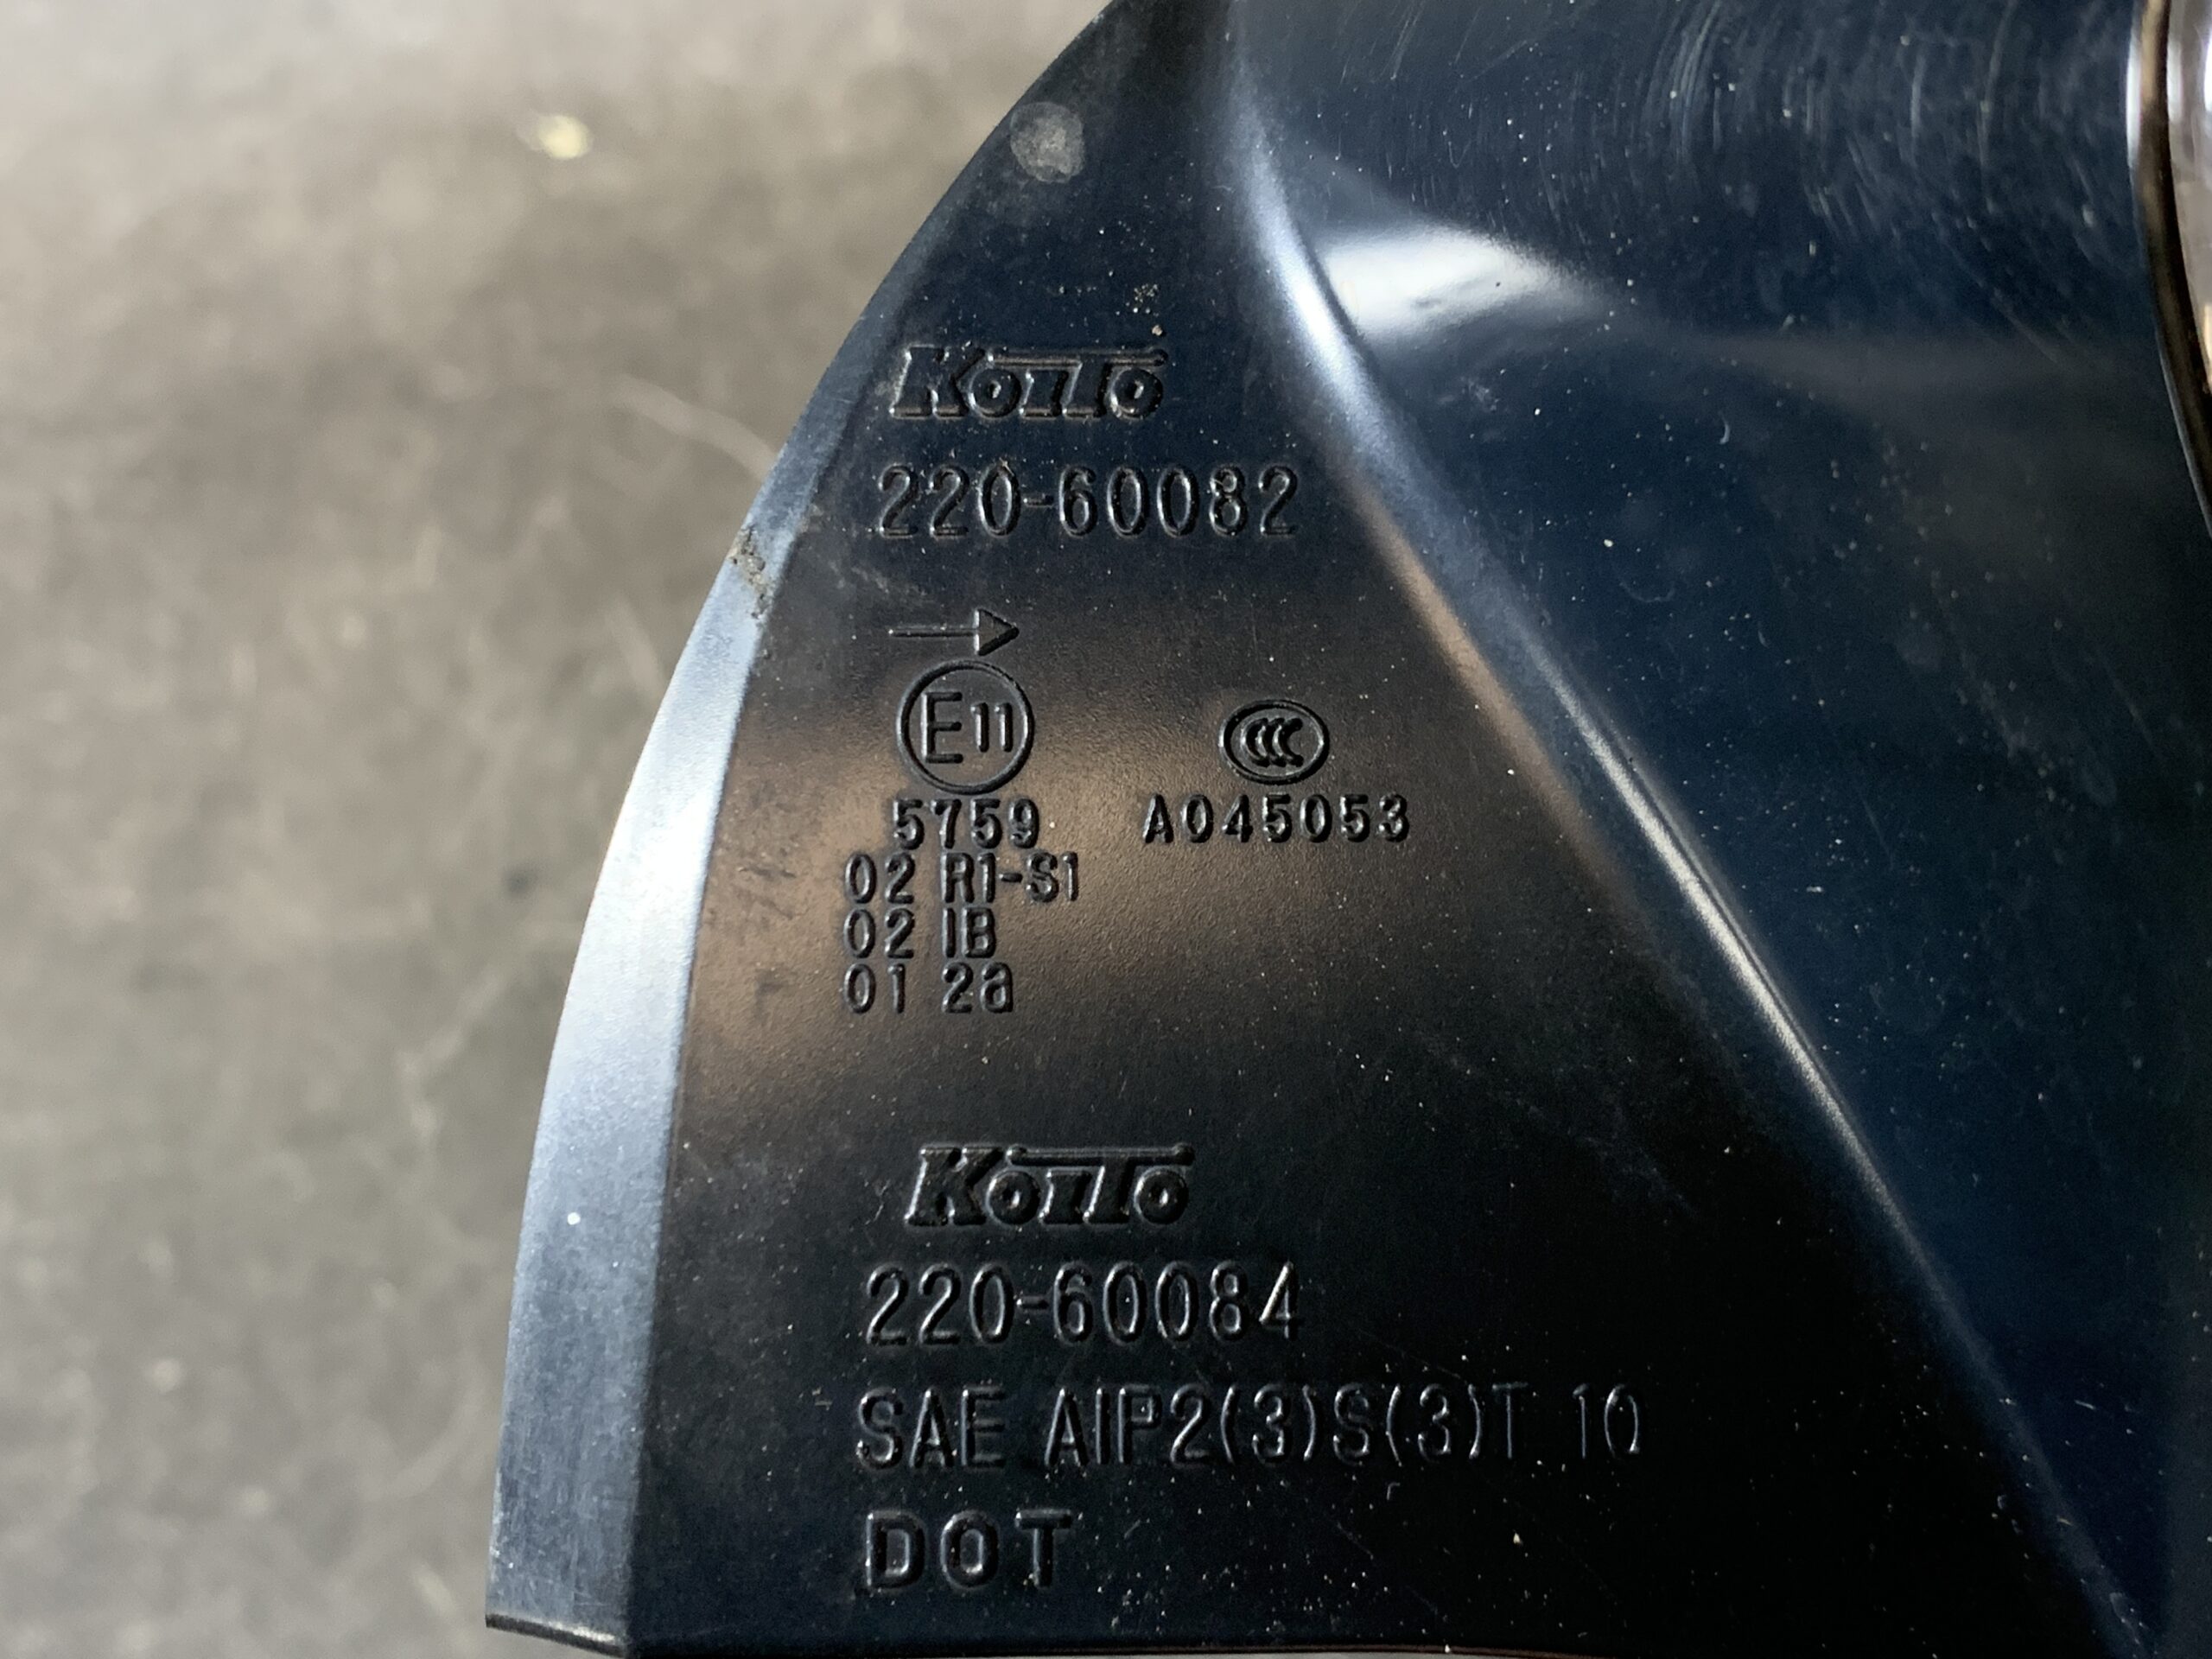 KOITO
220-60082
E11
CCC
5759
A045053
02 R1-S1
02 IB
01 2a
KOITO
220-60084
SAE AIP2(3)S(3)T 10
DOT